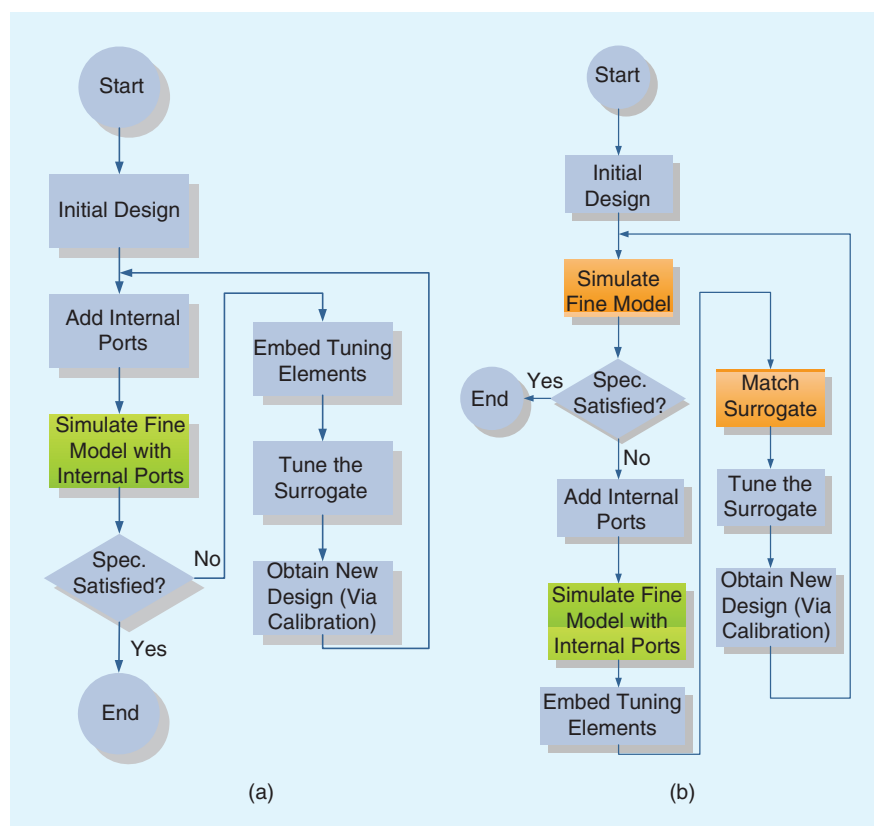 Start
Initial Design
Add Internal
Ports
Simulate Fine
Model with
Internal Ports
Spec.
Satisfied?
No
Yes
End
Embed Tuning
Elements
Tune the
Surrogate
Obtain New
Design (Via
Calibration)
(a)
Start
Initial
Design
Simulate
Fine Model
Spec.
Satisfied?
Yes
End
No
Add Internal
Ports
Simulate Fine
Model with
Internal Ports
Embed Tuning
Elements
Match
Surrogate
Tune the
Surrogate
Obtain New
Design (Via
Calibration)
(b)